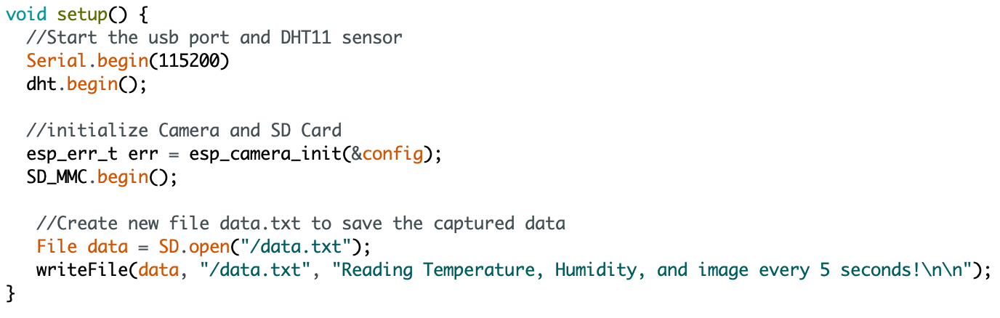 void setup() {
  //Start the usb port and DHT11 sensor
  Serial.begin(115200)
  dht.begin();

  //initialize Camera and SD Card
  esp_err_t err = esp_camera_init(&config);
  SD_MMC.begin();

   //Create new file data.txt to save the captured data
   File data = SD.open("/data.txt");
   writeFile(data, "/data.txt", "Reading Temperature, Humidity, and image every 5 seconds!\n\n");
}